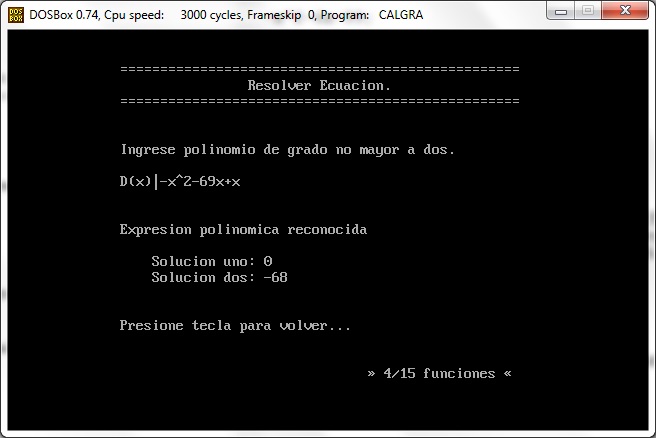 DOSBox 0.74, Cpu speed: 3000 cycles, Frameskip 0, Program: CALGRA
==================================================
Resolver Ecuacion.
==================================================
Ingrese polinomio de grado no mayor a dos.
D(x)|-x^2-69x+x
Expresion polinomica reconocida
Solucion uno: 0
Solucion dos: -68
Presione tecla para volver...
» 4/15 funciones «